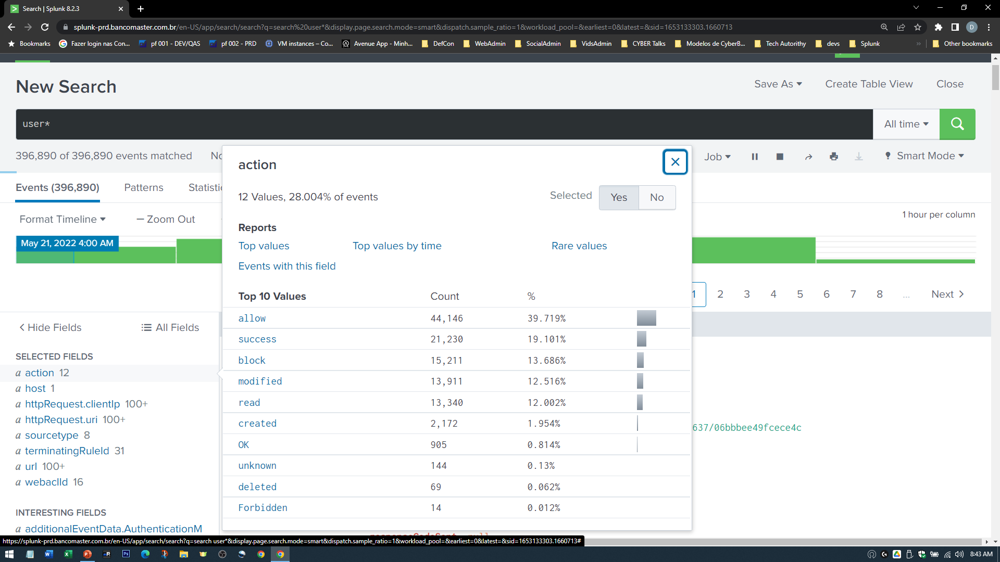 Search | Splunk 8.2.3
splunk-prd.bancomaster.com.br/en-US/app/search/search?q=search%20user*&display.page.search.mode=smart&dispatch.sample_ratio=1&workload_pool=&earliest=0&latest=&sid=1653133303.1660713
D
Bookmarks Fazer login nas Con... pf 001 - DEV/QAS pf 002 - PRD VM instances – Co... Avenue App - Minh... DefCon WebAdmin SocialAdmin VidsAdmin CYBER Talks Modelos de CyberB... Tech Autority devs Splunk » Other bookmarks
New Search
Save As Create Table View Close
user*
All time
396,890 of 396,890 events matched
Job Smart Mode
Events (396,890) Patterns
Format Timeline — Zoom Out
1 hour per column
May 21, 2022 4:00 AM
1 2 3 4 5 6 7 8 ... Next >
< Hide Fields All Fields
SELECTED FIELDS
a action 12
a host 1
a httpRequest.clientIp 100+
a httpRequest.uri 100+
a sourcetype 8
a terminatingRuleId 31
a url 100+
a webaclId 16
INTERESTING FIELDS
a additionalEventData.AuthenticationM
action
12 Values, 28.004% of events
Selected Yes No
Reports
Top values Top values by time Rare values
Events with this field
Top 10 Values Count %
allow 44,146 39.719%
success 21,230 19.101%
block 15,211 13.686%
modified 13,911 12.516%
read 13,340 12.002%
created 2,172 1.954%
OK 905 0.814%
unknown 144 0.13%
deleted 69 0.062%
Forbidden 14 0.012%
637/06bbbee49fcece4c
https://splunk-prd.bancomaster.com.br/en-US/app/search/search?q=search user*&display.page.search.mode=smart&dispatch.sample_ratio=1&workload_pool=&earliest=0&latest=&sid=1653133303.1660713#
8:43 AM